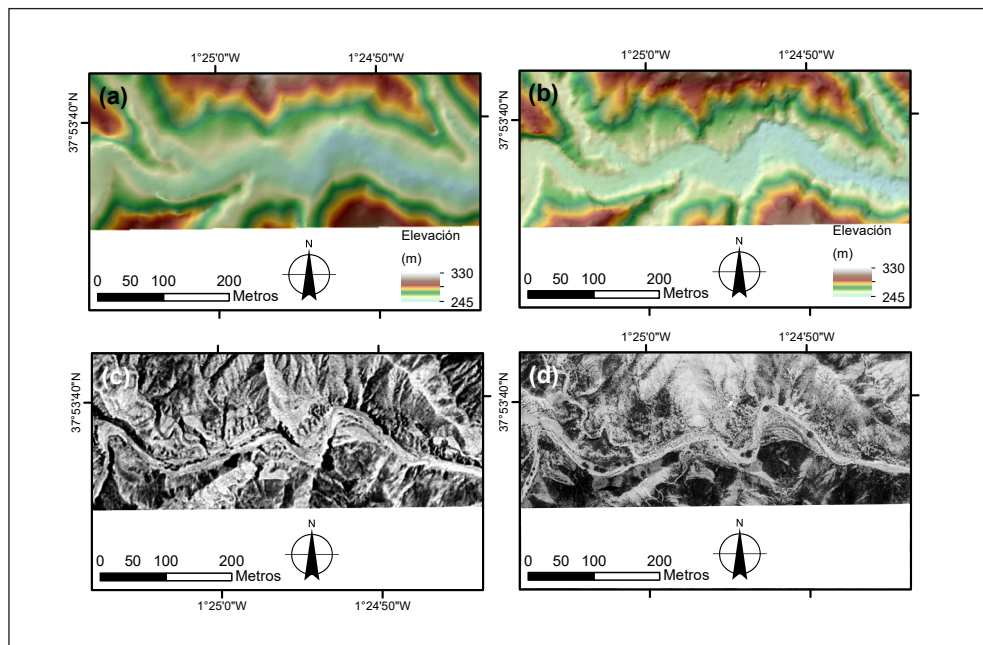 1°25'0"W 1°24'50"W
(a)
37°53'40"N
Elevación
(m)
330
245
N
0 50 100 200
Metros
1°25'0"W 1°24'50"W
(b)
37°53'40"N
Elevación
(m)
330
245
N
0 50 100 200
Metros
(c)
37°53'40"N
N
0 50 100 200
Metros
1°25'0"W 1°24'50"W
1°25'0"W 1°24'50"W
(d)
37°53'40"N
N
0 50 100 200
Metros